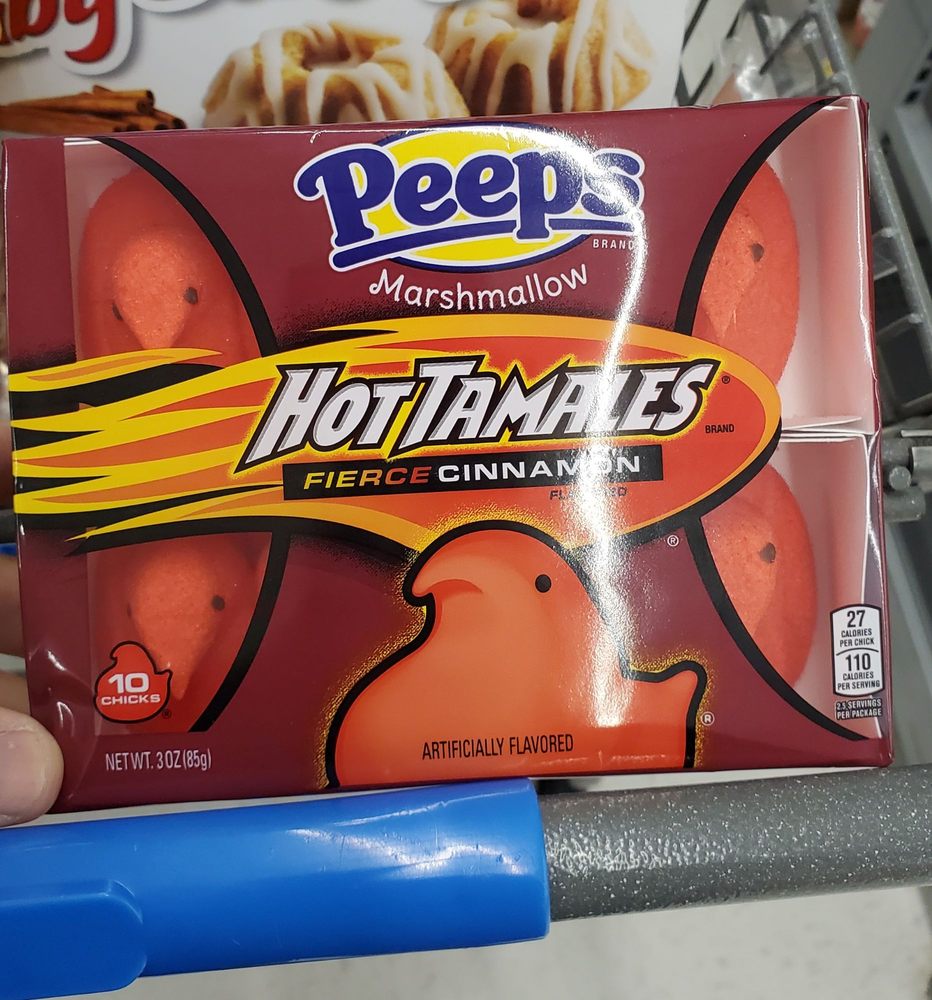 Peeps
BRAND
Marshmallow
HOT TAMALES®
BRAND
FIERCE CINNAMON
®
10
CHICKS
®
27
CALORIES
PER CHICK
110
CALORIES
PER SERVING
2.5 SERVINGS
PER PACKAGE
®
ARTIFICIALLY FLAVORED
NET WT. 3 OZ (85g)